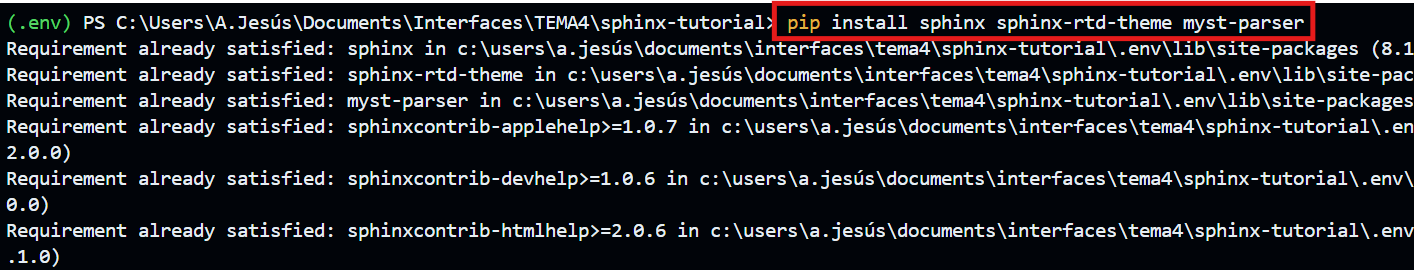 (.env) PS C:\Users\A.Jesús\Documents\Interfaces\TEMA4\sphinx-tutorial> pip install sphinx sphinx-rtd-theme myst-parser
Requirement already satisfied: sphinx in c:\users\a.jesús\documents\interfaces\tema4\sphinx-tutorial\.env\lib\site-packages (8.1
Requirement already satisfied: sphinx-rtd-theme in c:\users\a.jesús\documents\interfaces\tema4\sphinx-tutorial\.env\lib\site-pac
Requirement already satisfied: myst-parser in c:\users\a.jesús\documents\interfaces\tema4\sphinx-tutorial\.env\lib\site-packages
Requirement already satisfied: sphinxcontrib-applehelp>=1.0.7 in c:\users\a.jesús\documents\interfaces\tema4\sphinx-tutorial\.en
2.0.0)
Requirement already satisfied: sphinxcontrib-devhelp>=1.0.6 in c:\users\a.jesús\documents\interfaces\tema4\sphinx-tutorial\.env\
0.0)
Requirement already satisfied: sphinxcontrib-htmlhelp>=2.0.6 in c:\users\a.jesús\documents\interfaces\tema4\sphinx-tutorial\.env
.1.0)